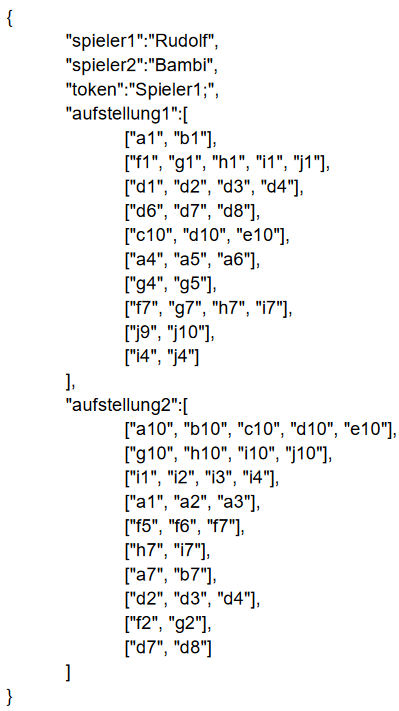 {
"spieler1":"Rudolf",
"spieler2":"Bambi",
"token":"Spieler1;",
"aufstellung1":[
["a1", "b1"],
["f1", "g1", "h1", "i1", "j1"],
["d1", "d2", "d3", "d4"],
["d6", "d7", "d8"],
["c10", "d10", "e10"],
["a4", "a5", "a6"],
["g4", "g5"],
["f7", "g7", "h7", "i7"],
["j9", "j10"],
["i4", "j4"]
],
"aufstellung2":[
["a10", "b10", "c10", "d10", "e10"],
["g10", "h10", "i10", "j10"],
["i1", "i2", "i3", "i4"],
["a1", "a2", "a3"],
["f5", "f6", "f7"],
["h7", "i7"],
["a7", "b7"],
["d2", "d3", "d4"],
["f2", "g2"],
["d7", "d8"]
]
}